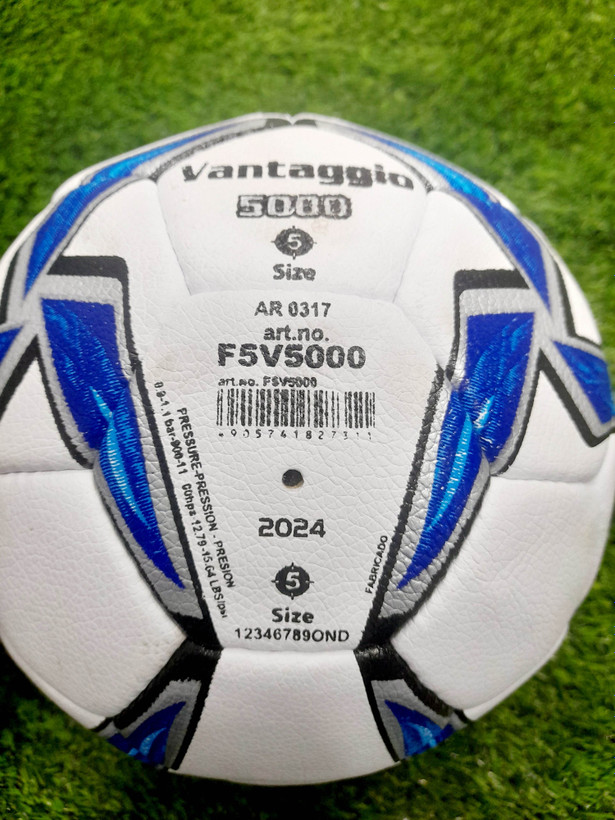 Vantaggio
5000
5
Size
AR 0317
art.no.
F5V5000
art.no. F5V5000
4905741827311
PRESSURE-PRESSION - PRESION
2024
FABRICADO
5
Size
12346789OND